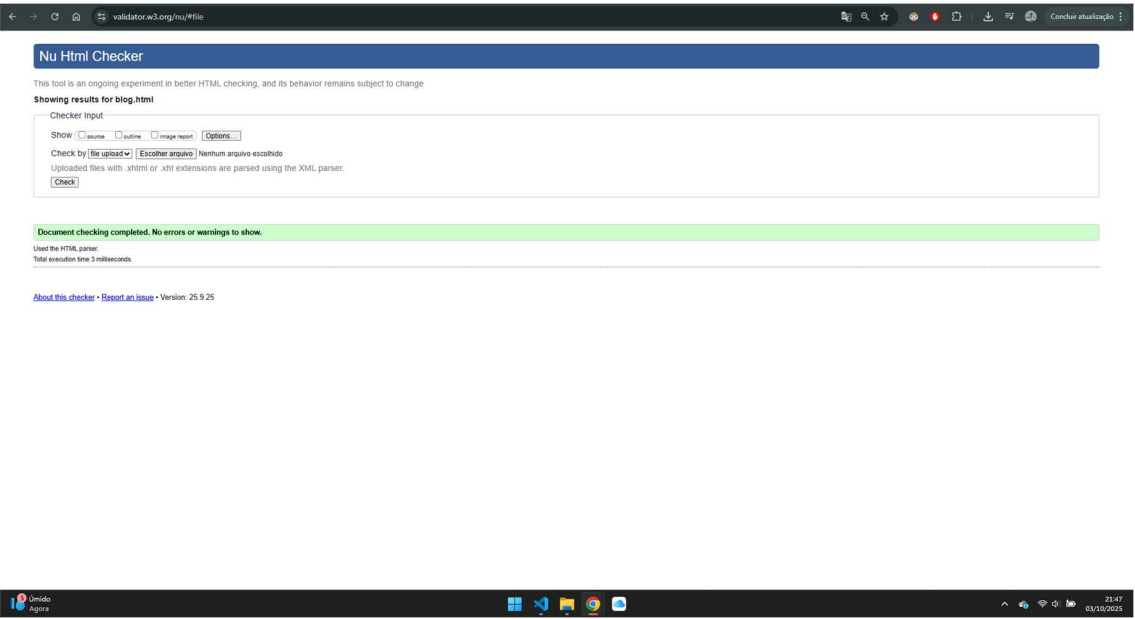 validator.w3.org/nu/#file
Concluir atualização
Nu Html Checker
This tool is an ongoing experiment in better HTML checking, and its behavior remains subject to change
Showing results for blog.html
Checker Input
Show source outline image report Options...
Check by file upload Escolher arquivo Nenhum arquivo escolhido
Uploaded files with .xhtml or .xht extensions are parsed using the XML parser.
Check
Document checking completed. No errors or warnings to show.
Used the HTML parser.
Total execution time 3 milliseconds.
About this checker • Report an issue • Version: 25.9.25
5
Úmido
Agora
21:47
03/10/2025